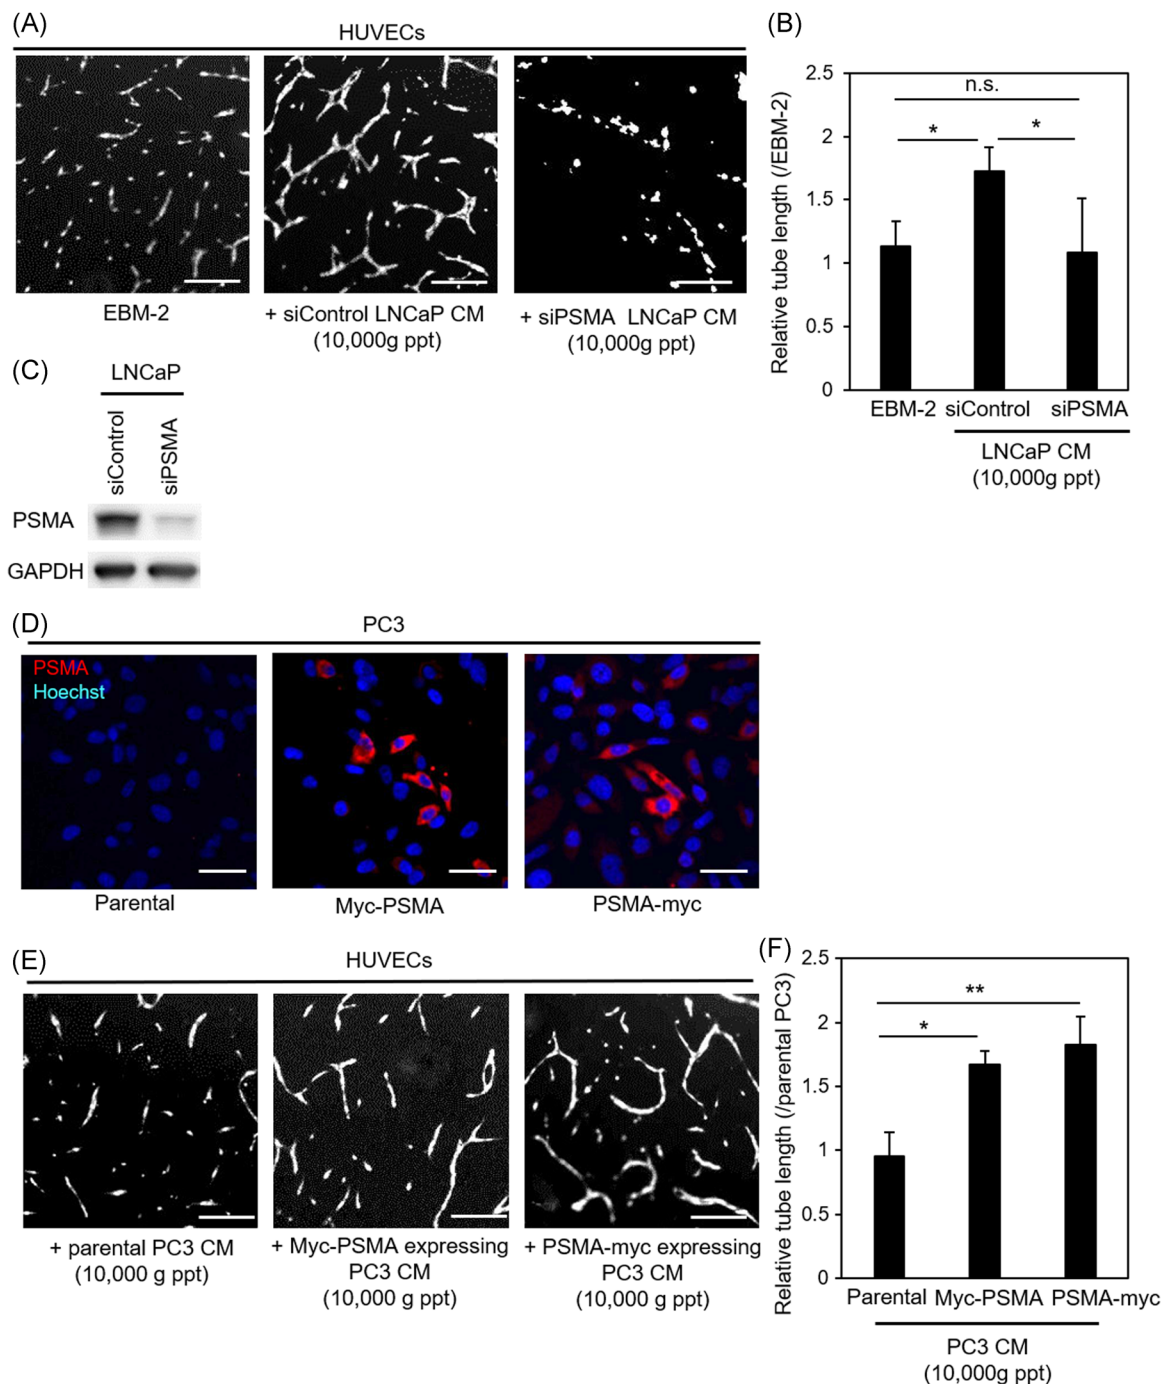 (A)
HUVECs
EBM-2
+ siControl LNCaP CM
(10,000g ppt)
+ siPSMA LNCaP CM
(10,000g ppt)
(B)
Relative tube length (/EBM-2)
2.5
2
1.5
1
0.5
0
n.s.
*
*
EBM-2
siControl
siPSMA
LNCaP CM
(10,000g ppt)
(C)
LNCaP
siControl
siPSMA
PSMA
GAPDH
(D)
PC3
PSMA
Hoechst
Parental
Myc-PSMA
PSMA-myc
(E)
HUVECs
+ parental PC3 CM
(10,000 g ppt)
+ Myc-PSMA expressing
PC3 CM
(10,000 g ppt)
+ PSMA-myc expressing
PC3 CM
(10,000 g ppt)
(F)
Relative tube length (/parental PC3)
2.5
2
1.5
1
0.5
0
**
*
Parental
Myc-PSMA
PSMA-myc
PC3 CM
(10,000g ppt)